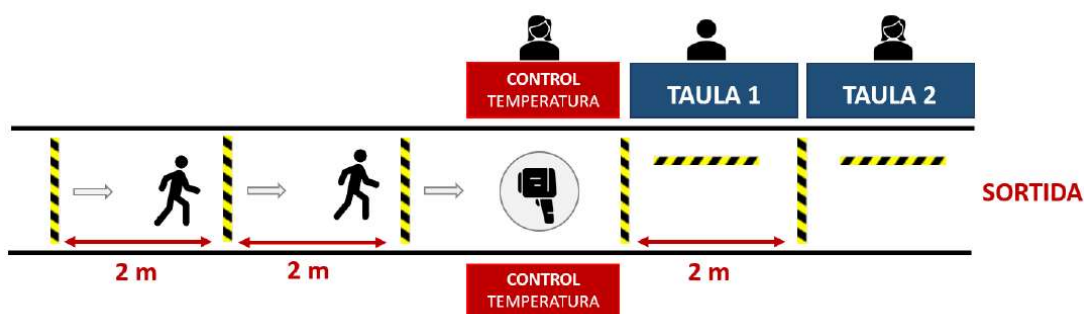 CONTROL
TEMPERATURA
TAULA 1
TAULA 2
SORTIDA
2 m
2 m
2 m
CONTROL
TEMPERATURA